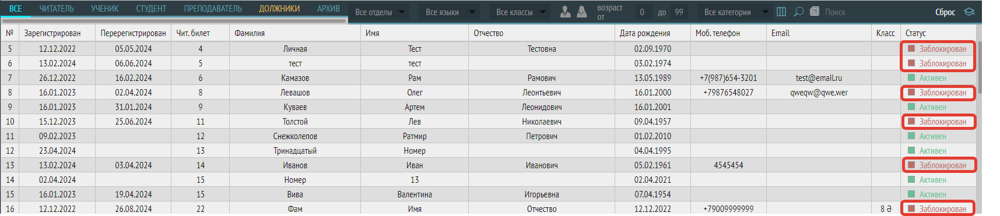 ВСЕ ЧИТАТЕЛЬ УЧЕНИК СТУДЕНТ ПРЕПОДАВАТЕЛЬ ДОЛЖНИКИ АРХИВ Все отделы Все языки Все классы возраст от 0 до 99 Все категории Поиск Сброс
№ Зарегистрирован Перерегистрирован Чит. билет Фамилия Имя Отчество Дата рождения Моб. телефон Email Класс Статус
5 12.12.2022 05.05.2024 4 Личная Тест Тестовна 02.09.1970 Заблокирован
6 13.02.2024 06.06.2024 5 тест тест 03.02.1974 Заблокирован
7 26.12.2022 16.02.2024 6 Камазов Рам Рамович 13.05.1989 +7(987)654-3201 test@email.ru Активен
8 16.01.2023 02.04.2024 8 Левашов Олег Леонтьевич 16.01.2000 +79876548027 qweqw@qwe.wer Заблокирован
9 16.01.2023 31.01.2024 9 Куваев Артем Леонидович 16.01.2001 Активен
10 15.12.2023 25.06.2024 11 Толстой Лев Николаевич 09.04.1957 Заблокирован
11 09.02.2023 12 Снежколепов Ратмир Петрович 01.02.2010 Активен
12 23.04.2024 13 Тринадцатый Номер 04.04.1995 Активен
13 13.02.2024 03.04.2024 14 Иванов Иван Иванович 05.02.1961 4545454 Заблокирован
14 02.04.2024 15 Номер 13 02.04.2021 Активен
15 16.01.2023 19.04.2024 15 Вива Валентина Игорьевна 07.04.1954 Активен
16 12.12.2022 26.08.2024 22 Фам Имя Отчество 12.12.2022 +79009999999 8 Ә Заблокирован